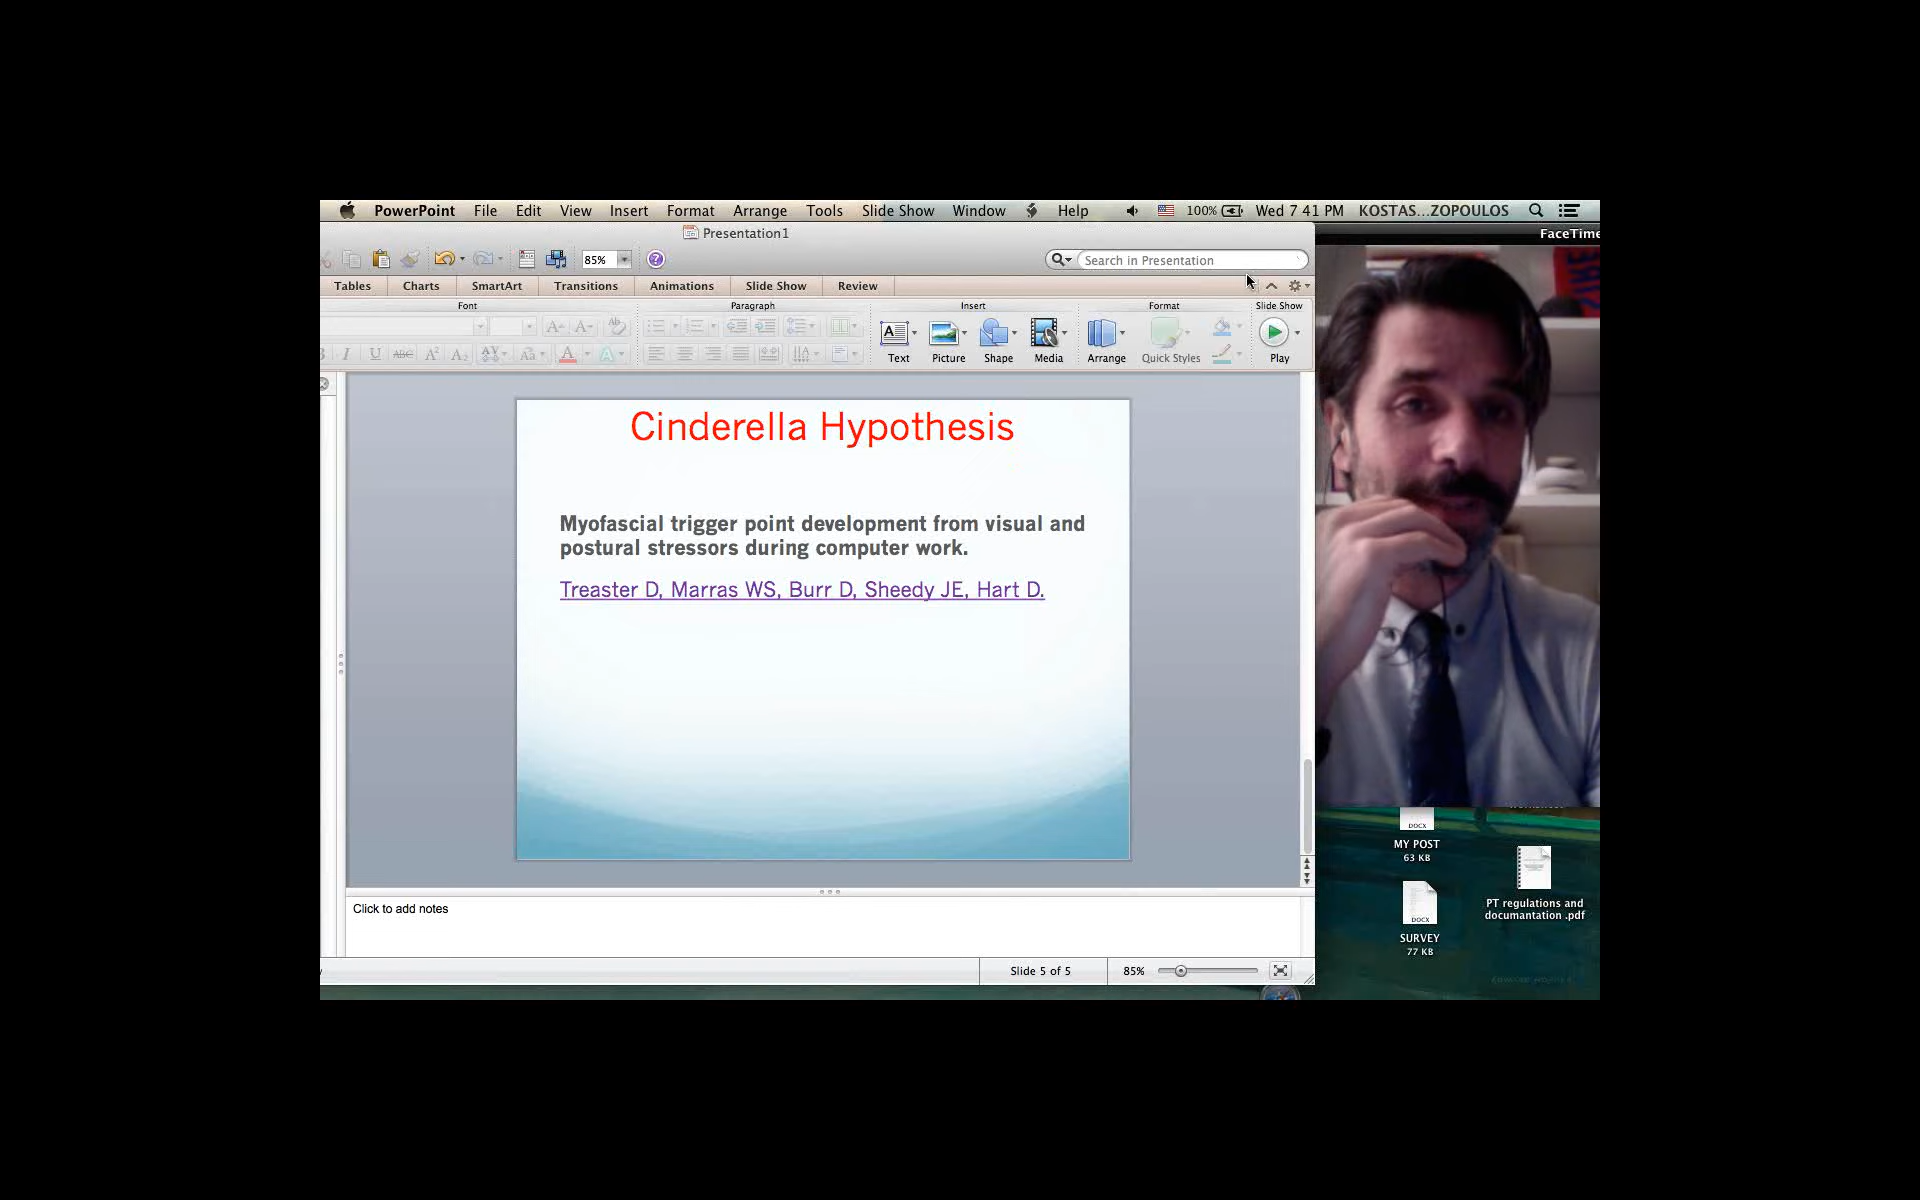 PowerPoint File Edit View Insert Format Arrange Tools Slide Show Window Help 100% Wed 7 41 PM KOSTAS...ZOPOULOS
Presentation1
FaceTime
85% Search in Presentation
Tables Charts SmartArt Transitions Animations Slide Show Review
Font Paragraph Insert Format Slide Show
Text Picture Shape Media Arrange Quick Styles Play
Cinderella Hypothesis
Myofascial trigger point development from visual and
postural stressors during computer work.
Treaster D, Marras WS, Burr D, Sheedy JE, Hart D.
Click to add notes
Slide 5 of 5 85%
DOCX
MY POST
63 KB
DOCX
SURVEY
77 KB
PT regulations and
documantation .pdf